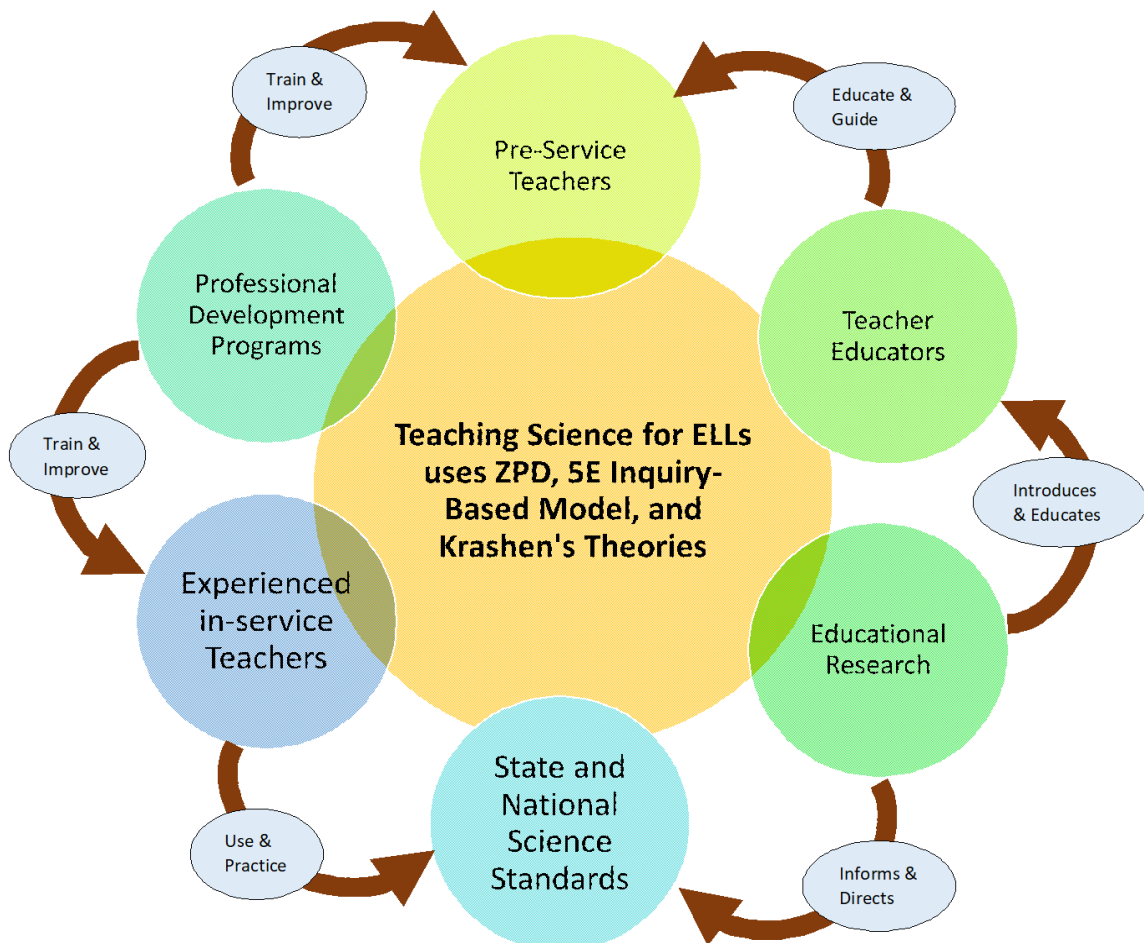 Train &
Improve
Educate &
Guide
Pre-Service
Teachers
Professional
Development
Programs
Teacher
Educators
Teaching Science for ELLs
uses ZPD, 5E Inquiry-
Based Model, and
Krashen's Theories
Train &
Improve
Introduces
& Educates
Experienced
in-service
Teachers
Educational
Research
State and
National
Science
Standards
Use &
Practice
Informs &
Directs